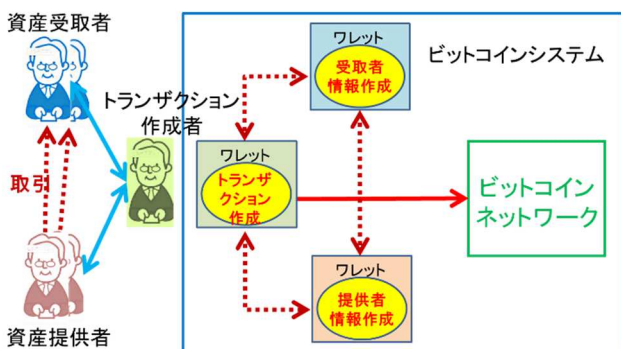 資産受取者
トランザクション
作成者
取引
資産提供者
ビットコインシステム
ワレット
受取者
情報作成
ワレット
トランザ
クション
作成
ワレット
提供者
情報作成
ビットコイン
ネットワーク